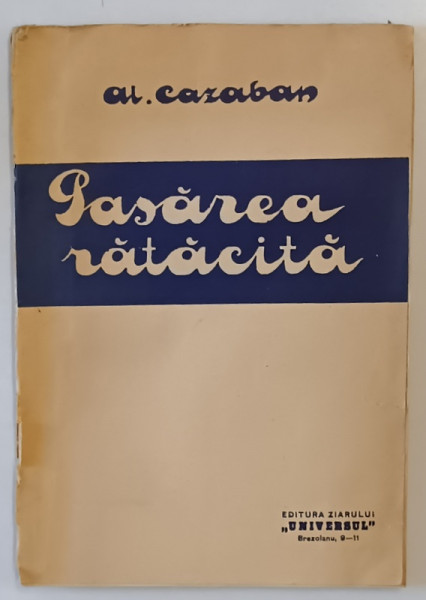 al. cazaban
Pasărea
rătăcită
EDITURA ZIARULUI
„UNIVERSUL"
Brezoianu, 9—11